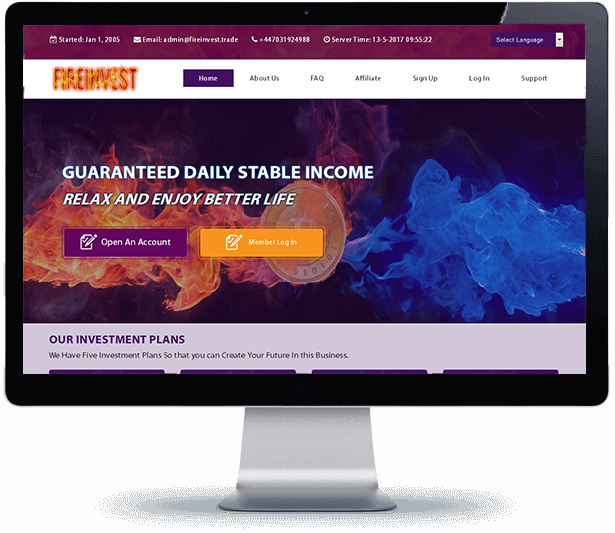 Started: Jan 1, 2005 Email: admin@fireinvest.trade +447031924988 Server Time: 13-5-2017 09:55:22 Select Language
FIREINVEST Home About Us FAQ Affiliate Sign Up Log In Support
GUARANTEED DAILY STABLE INCOME
RELAX AND ENJOY BETTER LIFE
Open An Account Member Log In
OUR INVESTMENT PLANS
We Have Five Investment Plans So that you can Create Your Future In this Business.